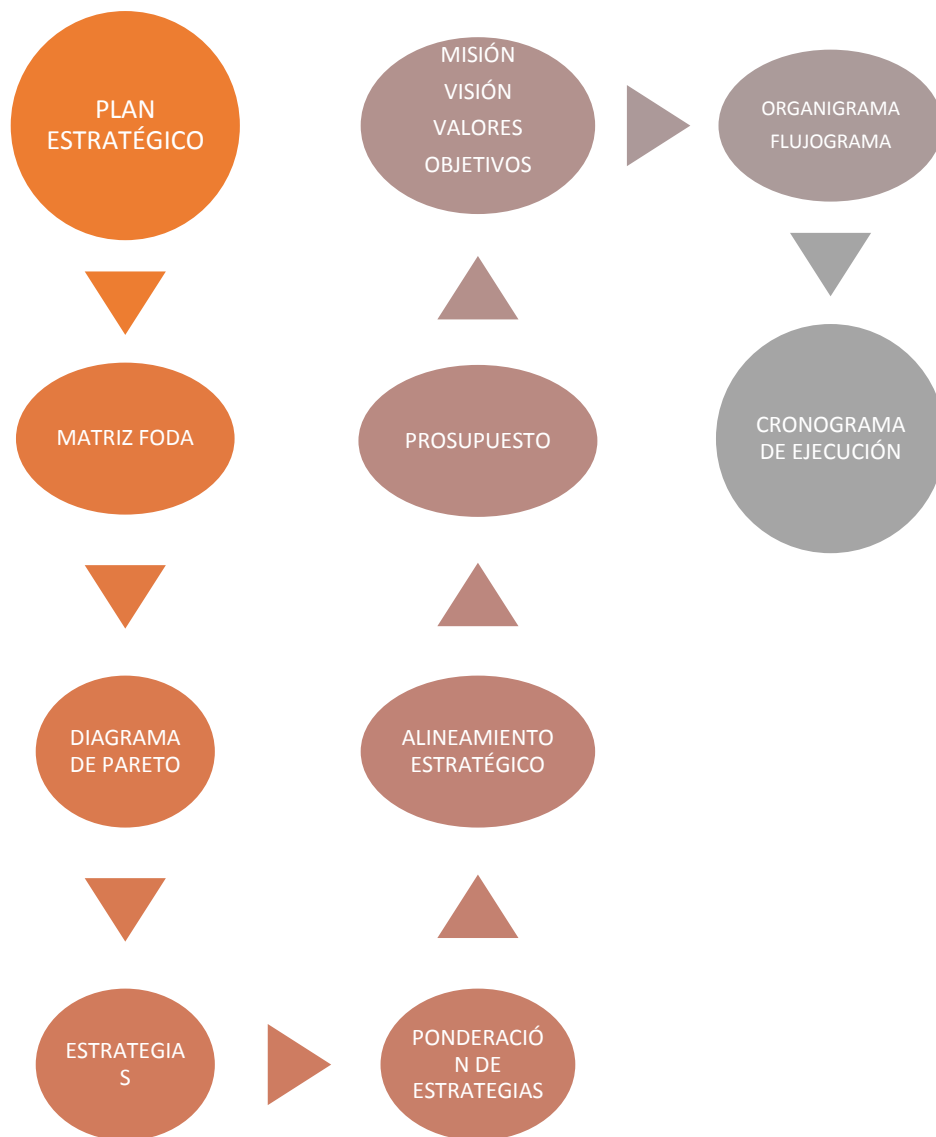 PLAN
ESTRATÉGICO
MATRIZ FODA
DIAGRAMA
DE PARETO
ESTRATEGIA
S
PONDERACIÓ
N DE
ESTRATEGIAS
ALINEAMIENTO
ESTRATÉGICO
PROSUPUESTO
MISIÓN
VISIÓN
VALORES
OBJETIVOS
ORGANIGRAMA
FLUJOGRAMA
CRONOGRAMA
DE EJECUCIÓN